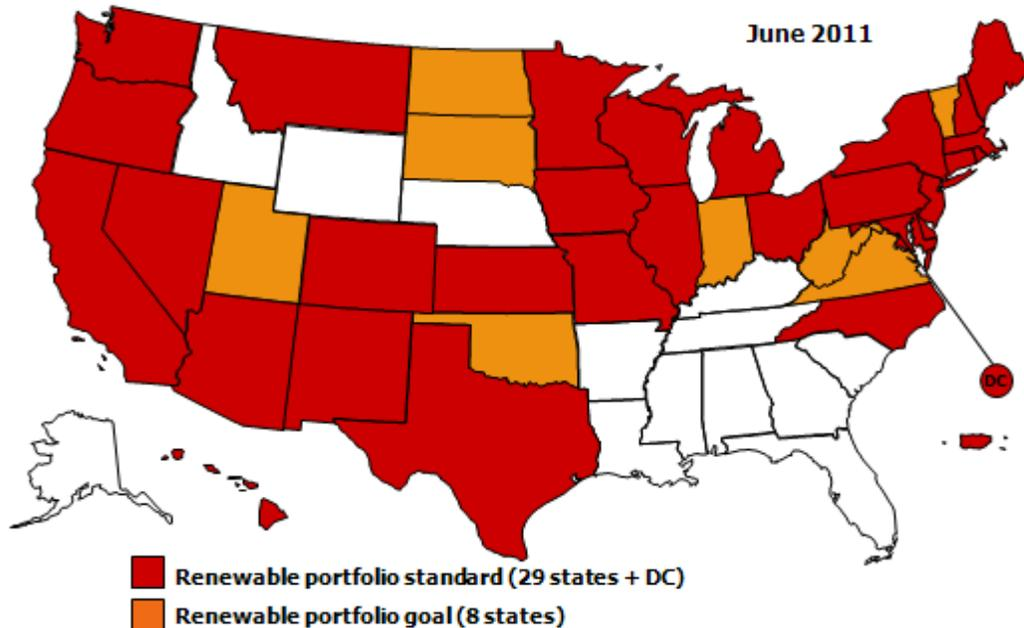 June 2011
DC
Renewable portfolio standard (29 states + DC)
Renewable portfolio goal (8 states)